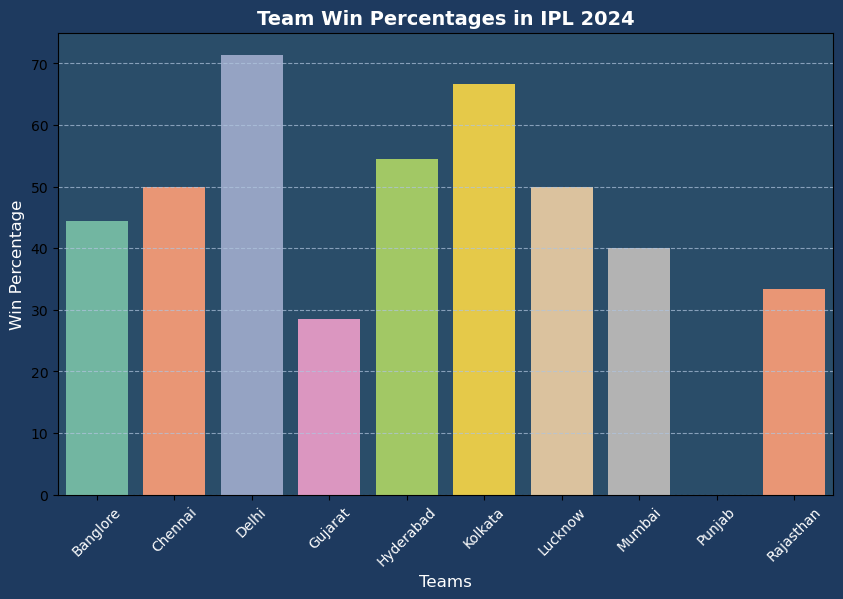 Team Win Percentages in IPL 2024
Win Percentage
70
60
50
40
30
20
10
0
Banglore
Chennai
Delhi
Gujarat
Hyderabad
Kolkata
Lucknow
Mumbai
Punjab
Rajasthan
Teams